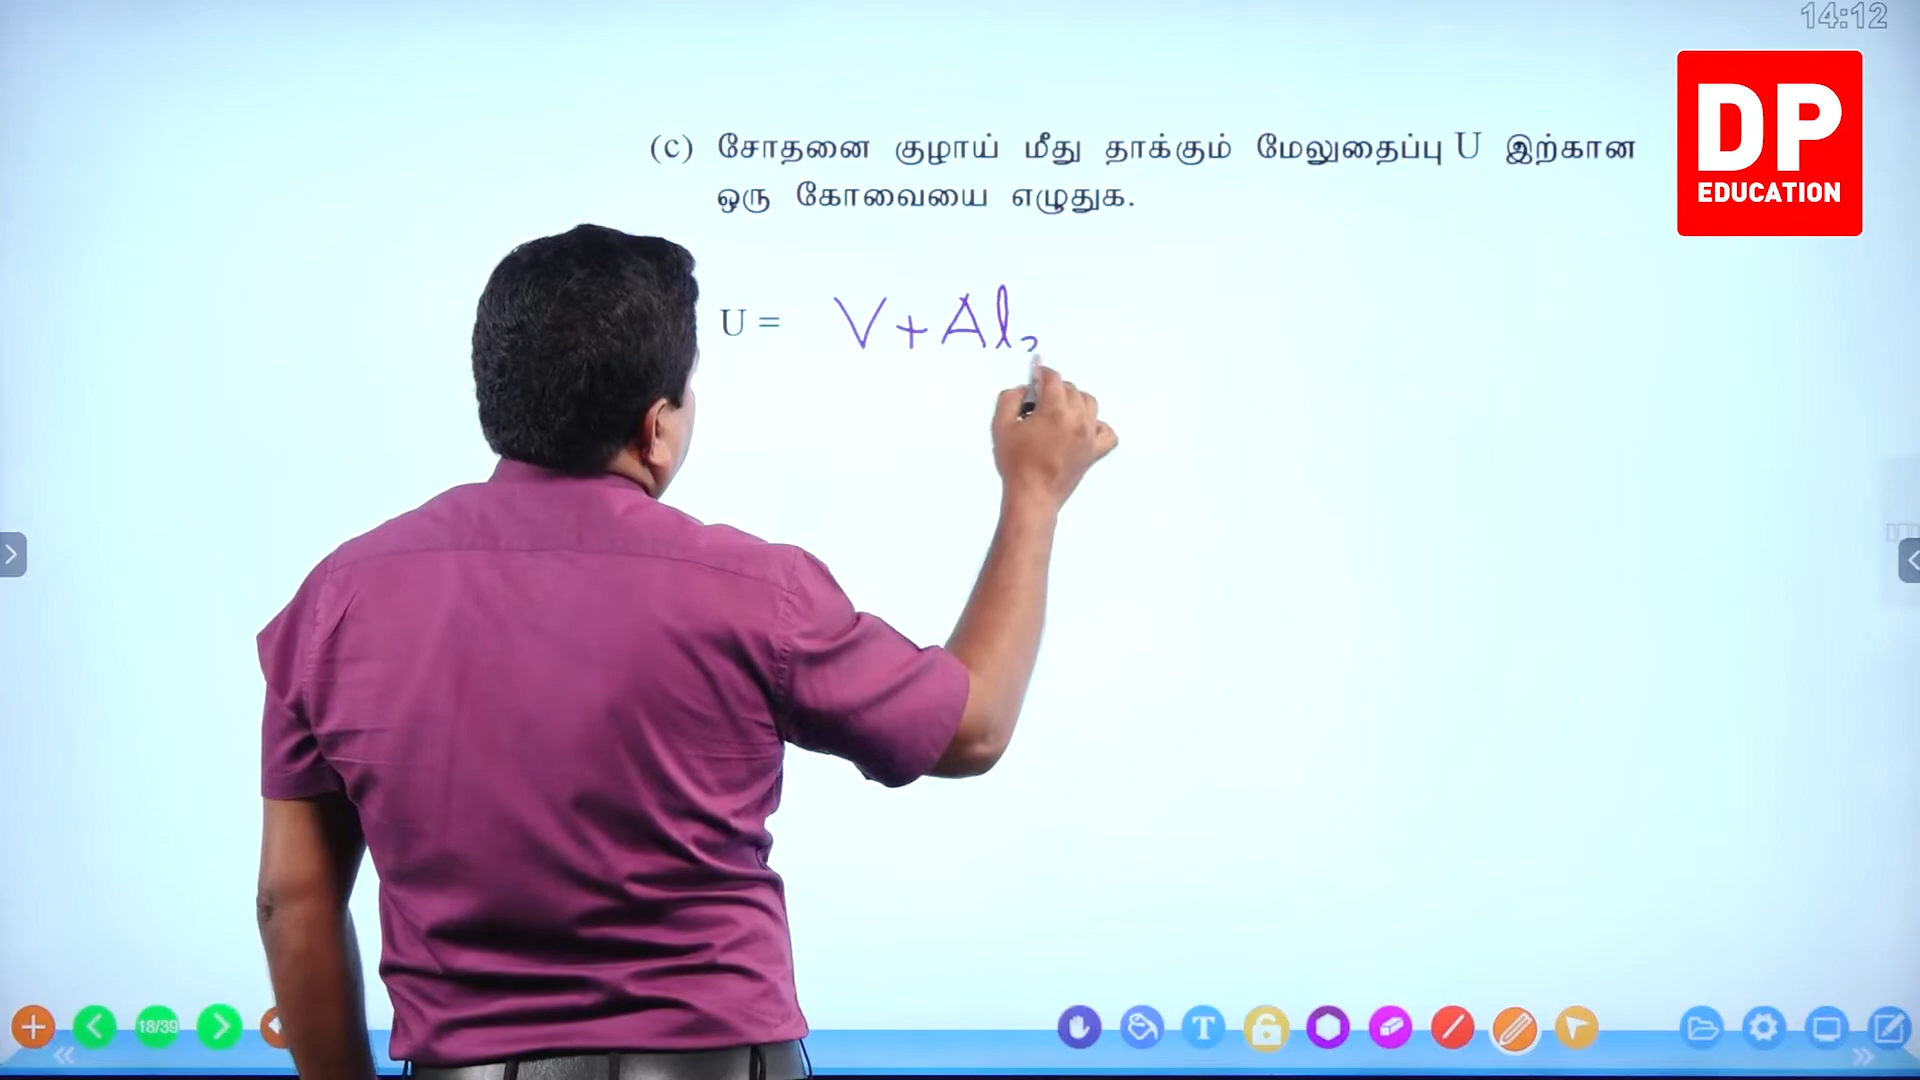 14:12
DP
EDUCATION
(c) சோதனை குழாய் மீது தாக்கும் மேலுதைப்பு U இற்கான
ஒரு கோவையை எழுதுக.
U = V + Al
18/39
T